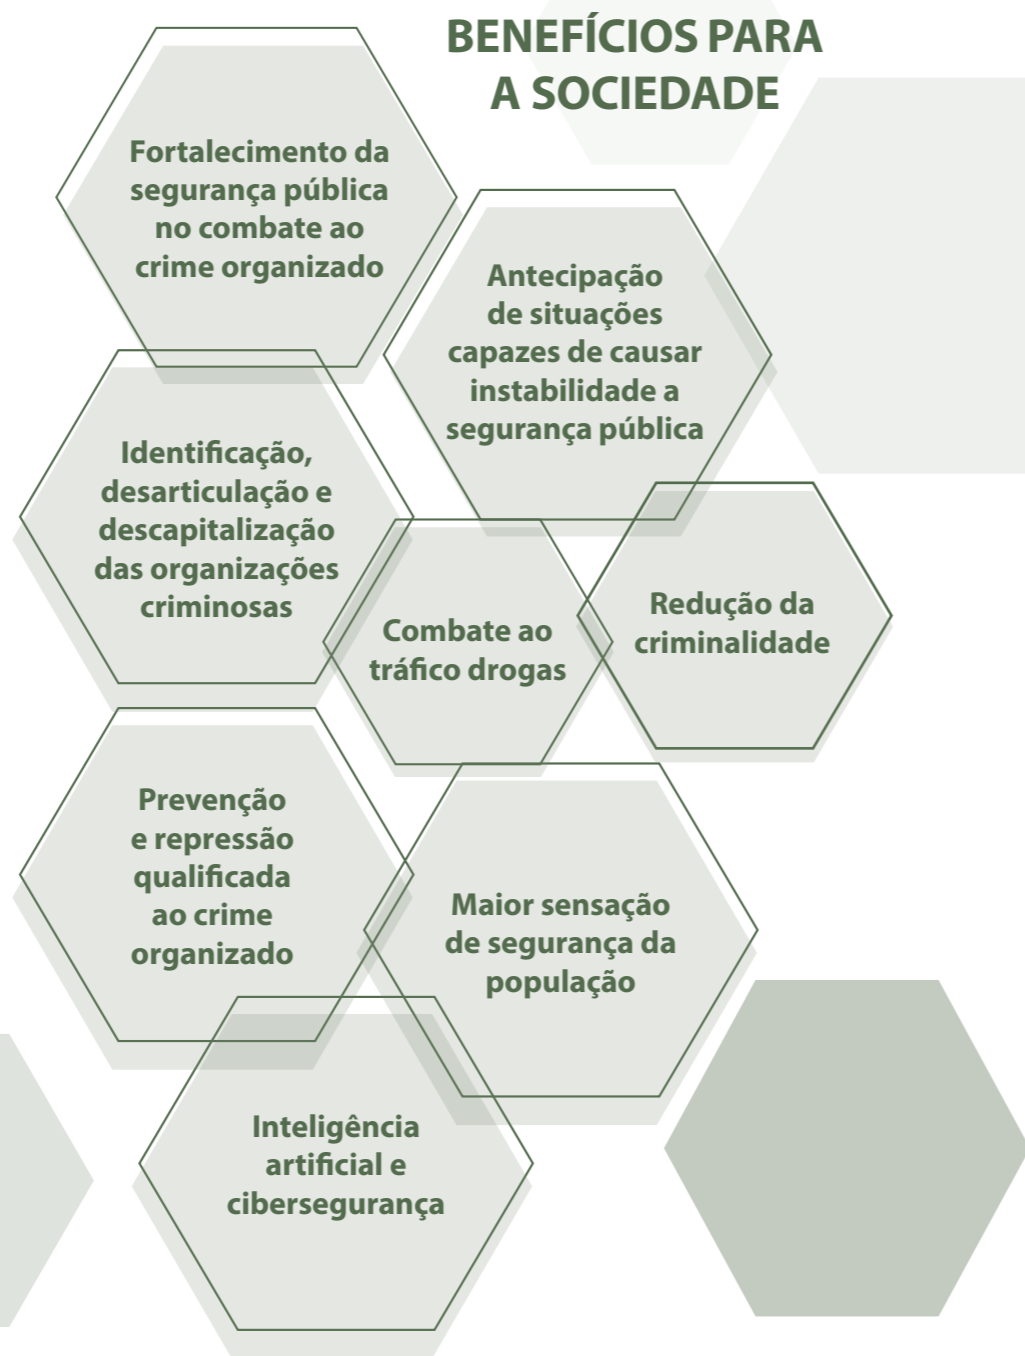 BENEFÍCIOS PARA
A SOCIEDADE
Fortalecimento da
segurança pública
no combate ao
crime organizado
Antecipação
de situações
capazes de causar
instabilidade a
segurança pública
Identificação,
desarticulação e
descapitalização
das organizações
criminosas
Combate ao
tráfico drogas
Redução da
criminalidade
Prevenção
e repressão
qualificada
ao crime
organizado
Maior sensação
de segurança da
população
Inteligência
artificial e
cibersegurança